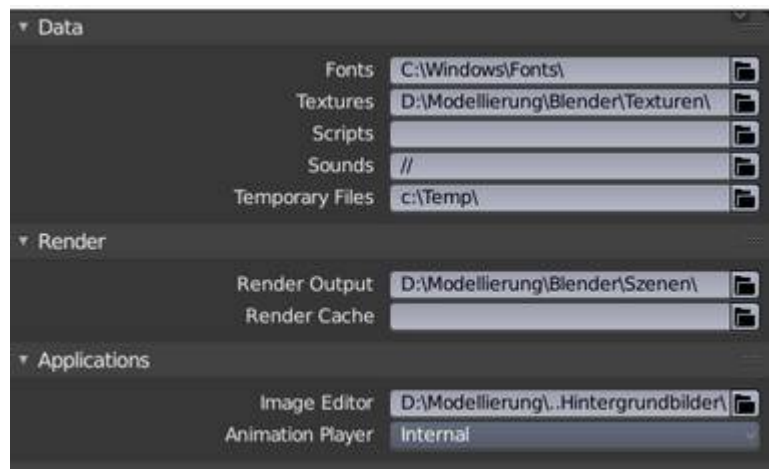 Data
Fonts C:\Windows\Fonts\
Textures D:\Modellierung\Blender\Texturen\
Scripts
Sounds //
Temporary Files c:\Temp\
Render
Render Output D:\Modellierung\Blender\Szenen\
Render Cache
Applications
Image Editor D:\Modellierung\..Hintergrundbilder\
Animation Player Internal